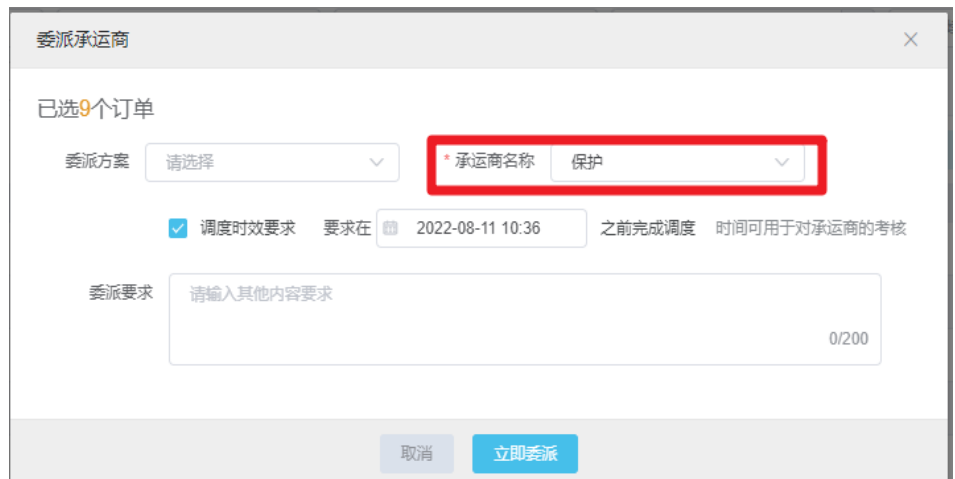 委派承运商
已选9个订单
委派方案 请选择 * 承运商名称 保护
调度时效要求 要求在 2022-08-11 10:36 之前完成调度 时间可用于对承运商的考核
委派要求 请输入其他内容要求
0/200
取消 立即委派